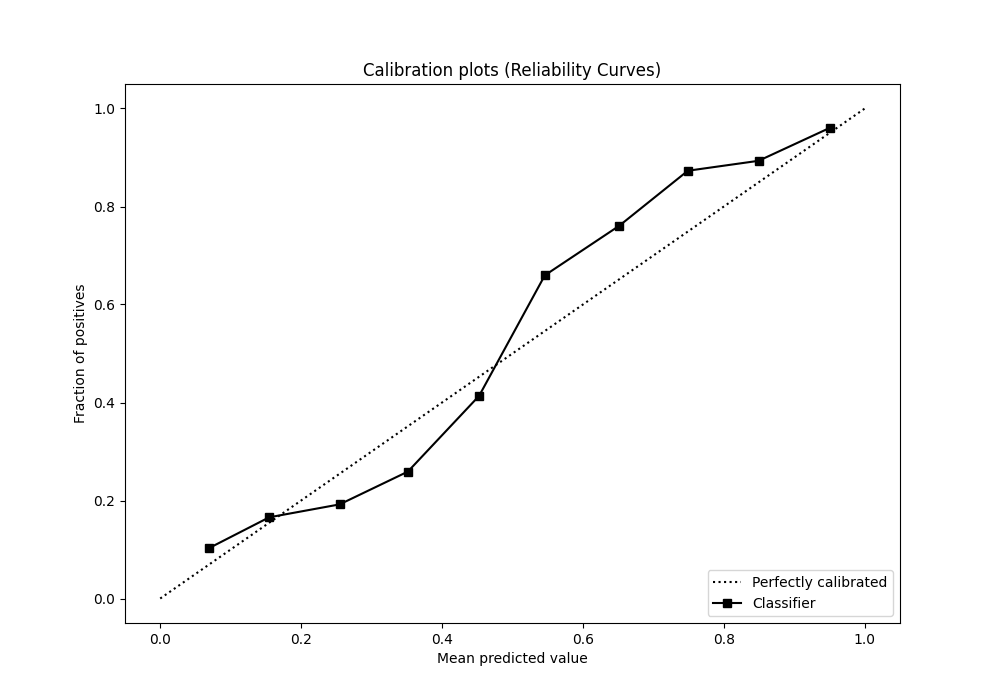 Calibration plots (Reliability Curves)
1.0
0.8
0.6
0.4
0.2
0.0
Fraction of positives
0.0 0.2 0.4 0.6 0.8 1.0
Mean predicted value
Perfectly calibrated
Classifier